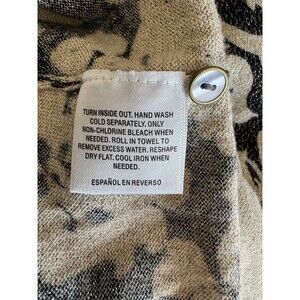 TURN INSIDE OUT. HAND WASH
COLD SEPARATELY. ONLY
NON-CHLORINE BLEACH WHEN
NEEDED. ROLL IN TOWEL TO
REMOVE EXCESS WATER. RESHAPE
DRY FLAT. COOL IRON WHEN
NEEDED.
ESPAÑOL EN REVERSO